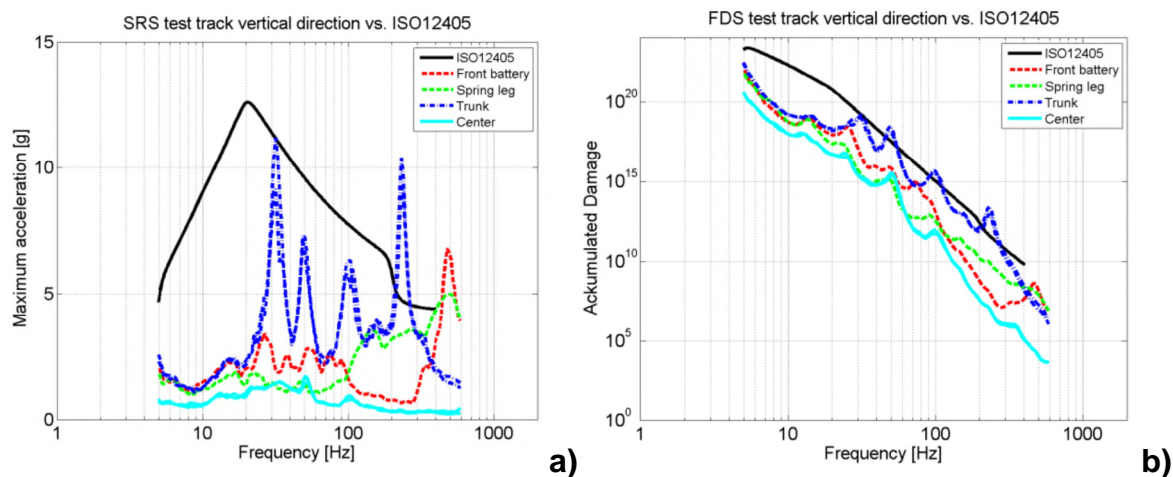 SRS test track vertical direction vs. ISO12405
15
10
5
0
Maximum acceleration [g]
ISO12405
Front battery
Spring leg
Trunk
Center
1
10
100
1000
Frequency [Hz]
a)
FDS test track vertical direction vs. ISO12405
10^20
10^15
10^10
10^5
10^0
Ackumulated Damage
ISO12405
Front battery
Spring leg
Trunk
Center
1
10
100
1000
Frequency [Hz]
b)